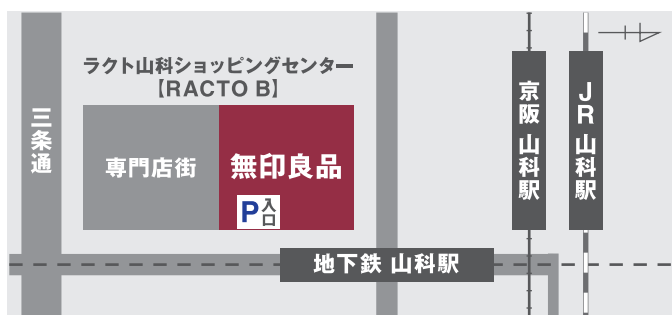 ラクト山科ショッピングセンター
【RACTO B】
三条通
専門店街
無印良品
P入口
京阪 山科駅
JR 山科駅
地下鉄 山科駅